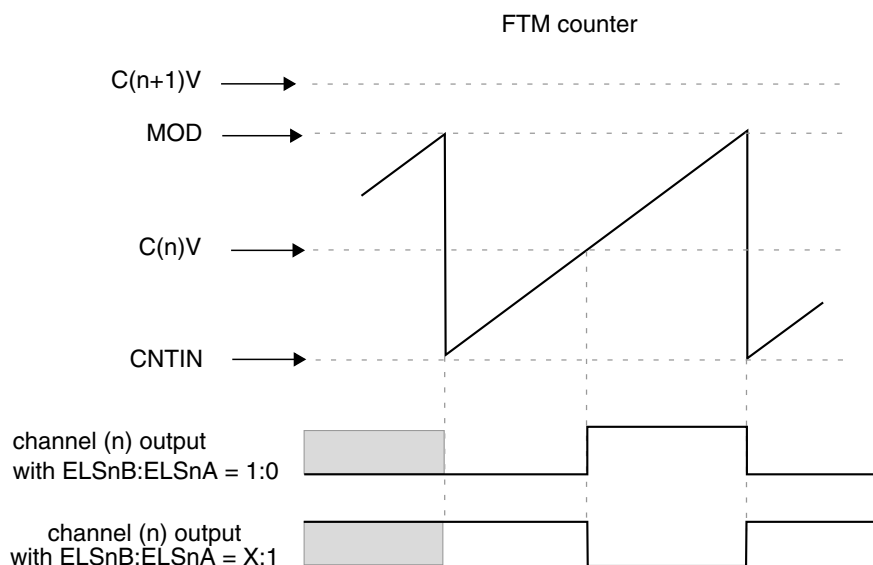 FTM counter
C(n+1)V
MOD
C(n)V
CNTIN
channel (n) output
with ELSnB:ELSnA = 1:0
channel (n) output
with ELSnB:ELSnA = X:1